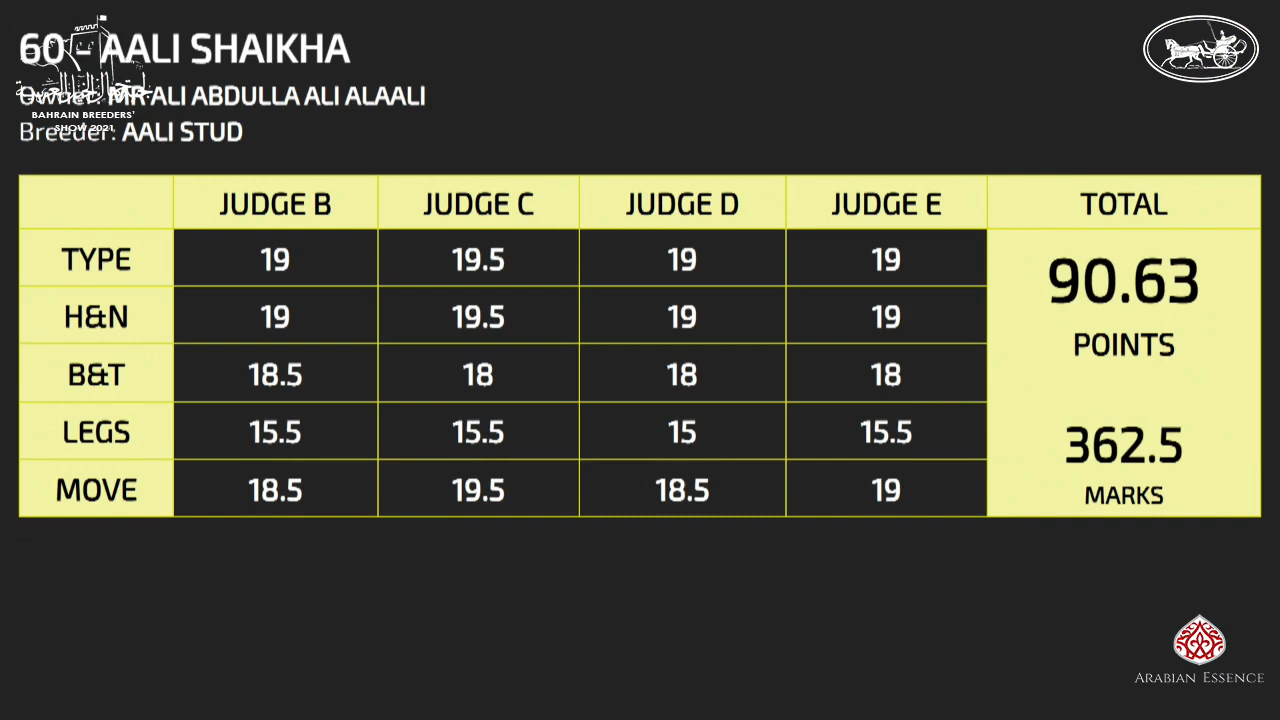 60 - AALI SHAIKHA
Owner: MR ALI ABDULLA ALI ALAALI
BAHRAIN BREEDERS'
SHOW 2021
Breeder: AALI STUD
JUDGE B JUDGE C JUDGE D JUDGE E TOTAL
TYPE 19 19.5 19 19
H&N 19 19.5 19 19
B&T 18.5 18 18 18
LEGS 15.5 15.5 15 15.5
MOVE 18.5 19.5 18.5 19
90.63
POINTS
362.5
MARKS
ARABIAN ESSENCE